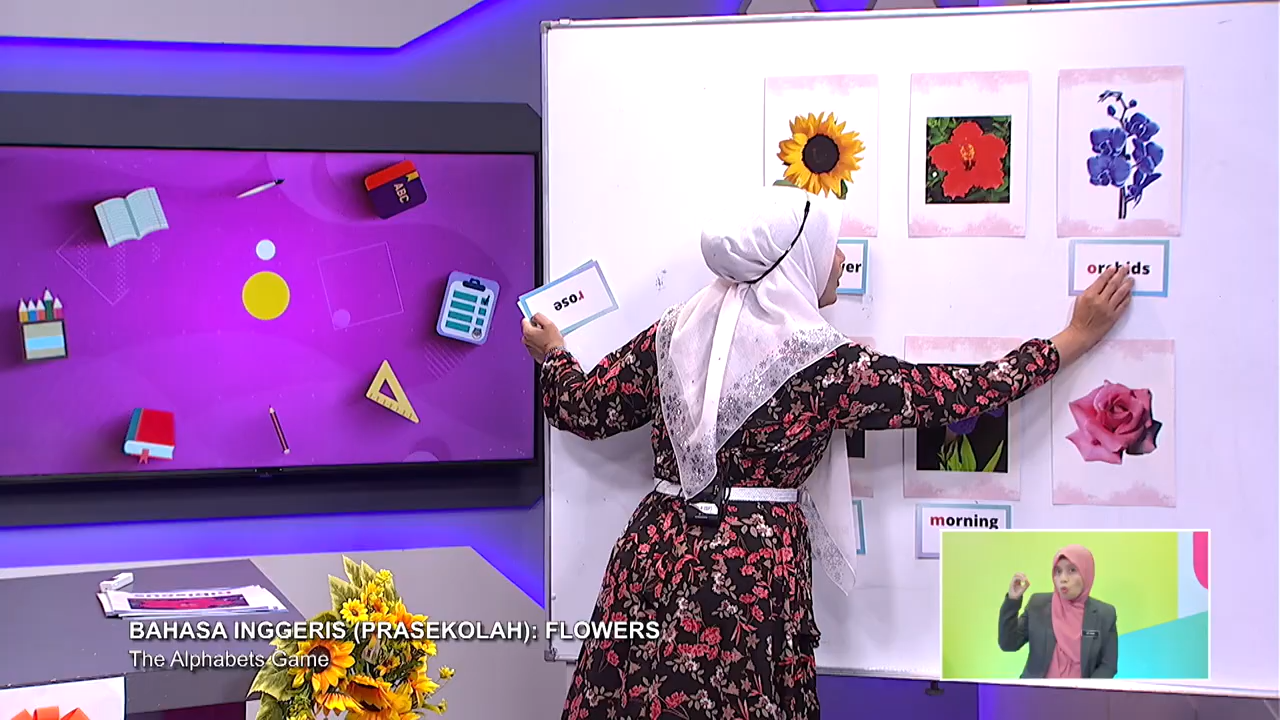 ABC
rose
orchids
morning
BAHASA INGGERIS (PRASEKOLAH): FLOWERS
The Alphabets Game